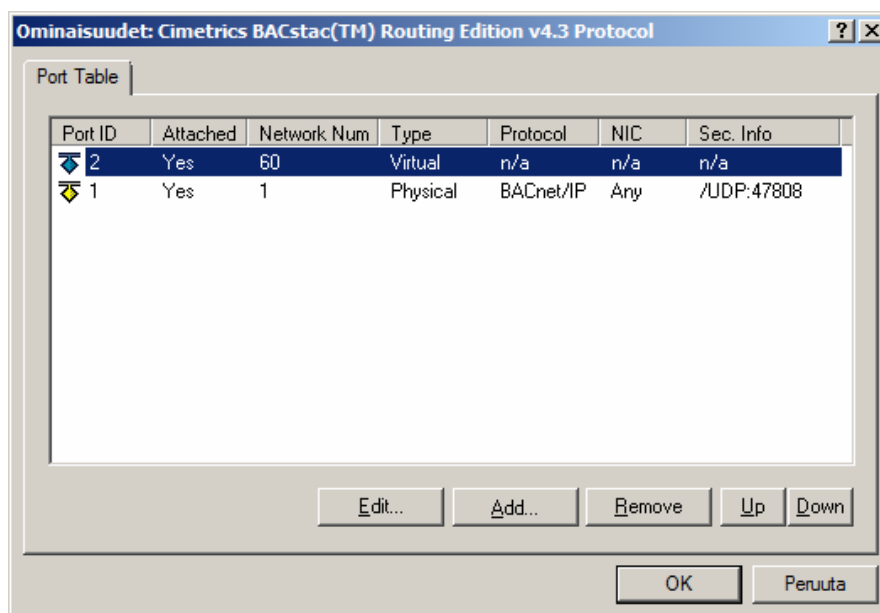 Ominaisuudet: Cimetrics BACstac(TM) Routing Edition v4.3 Protocol
Port Table
Port ID Attached Network Num Type Protocol NIC Sec. Info
2 Yes 60 Virtual n/a n/a n/a
1 Yes 1 Physical BACnet/IP Any /UDP:47808
Edit... Add... Remove Up Down
OK Peruuta